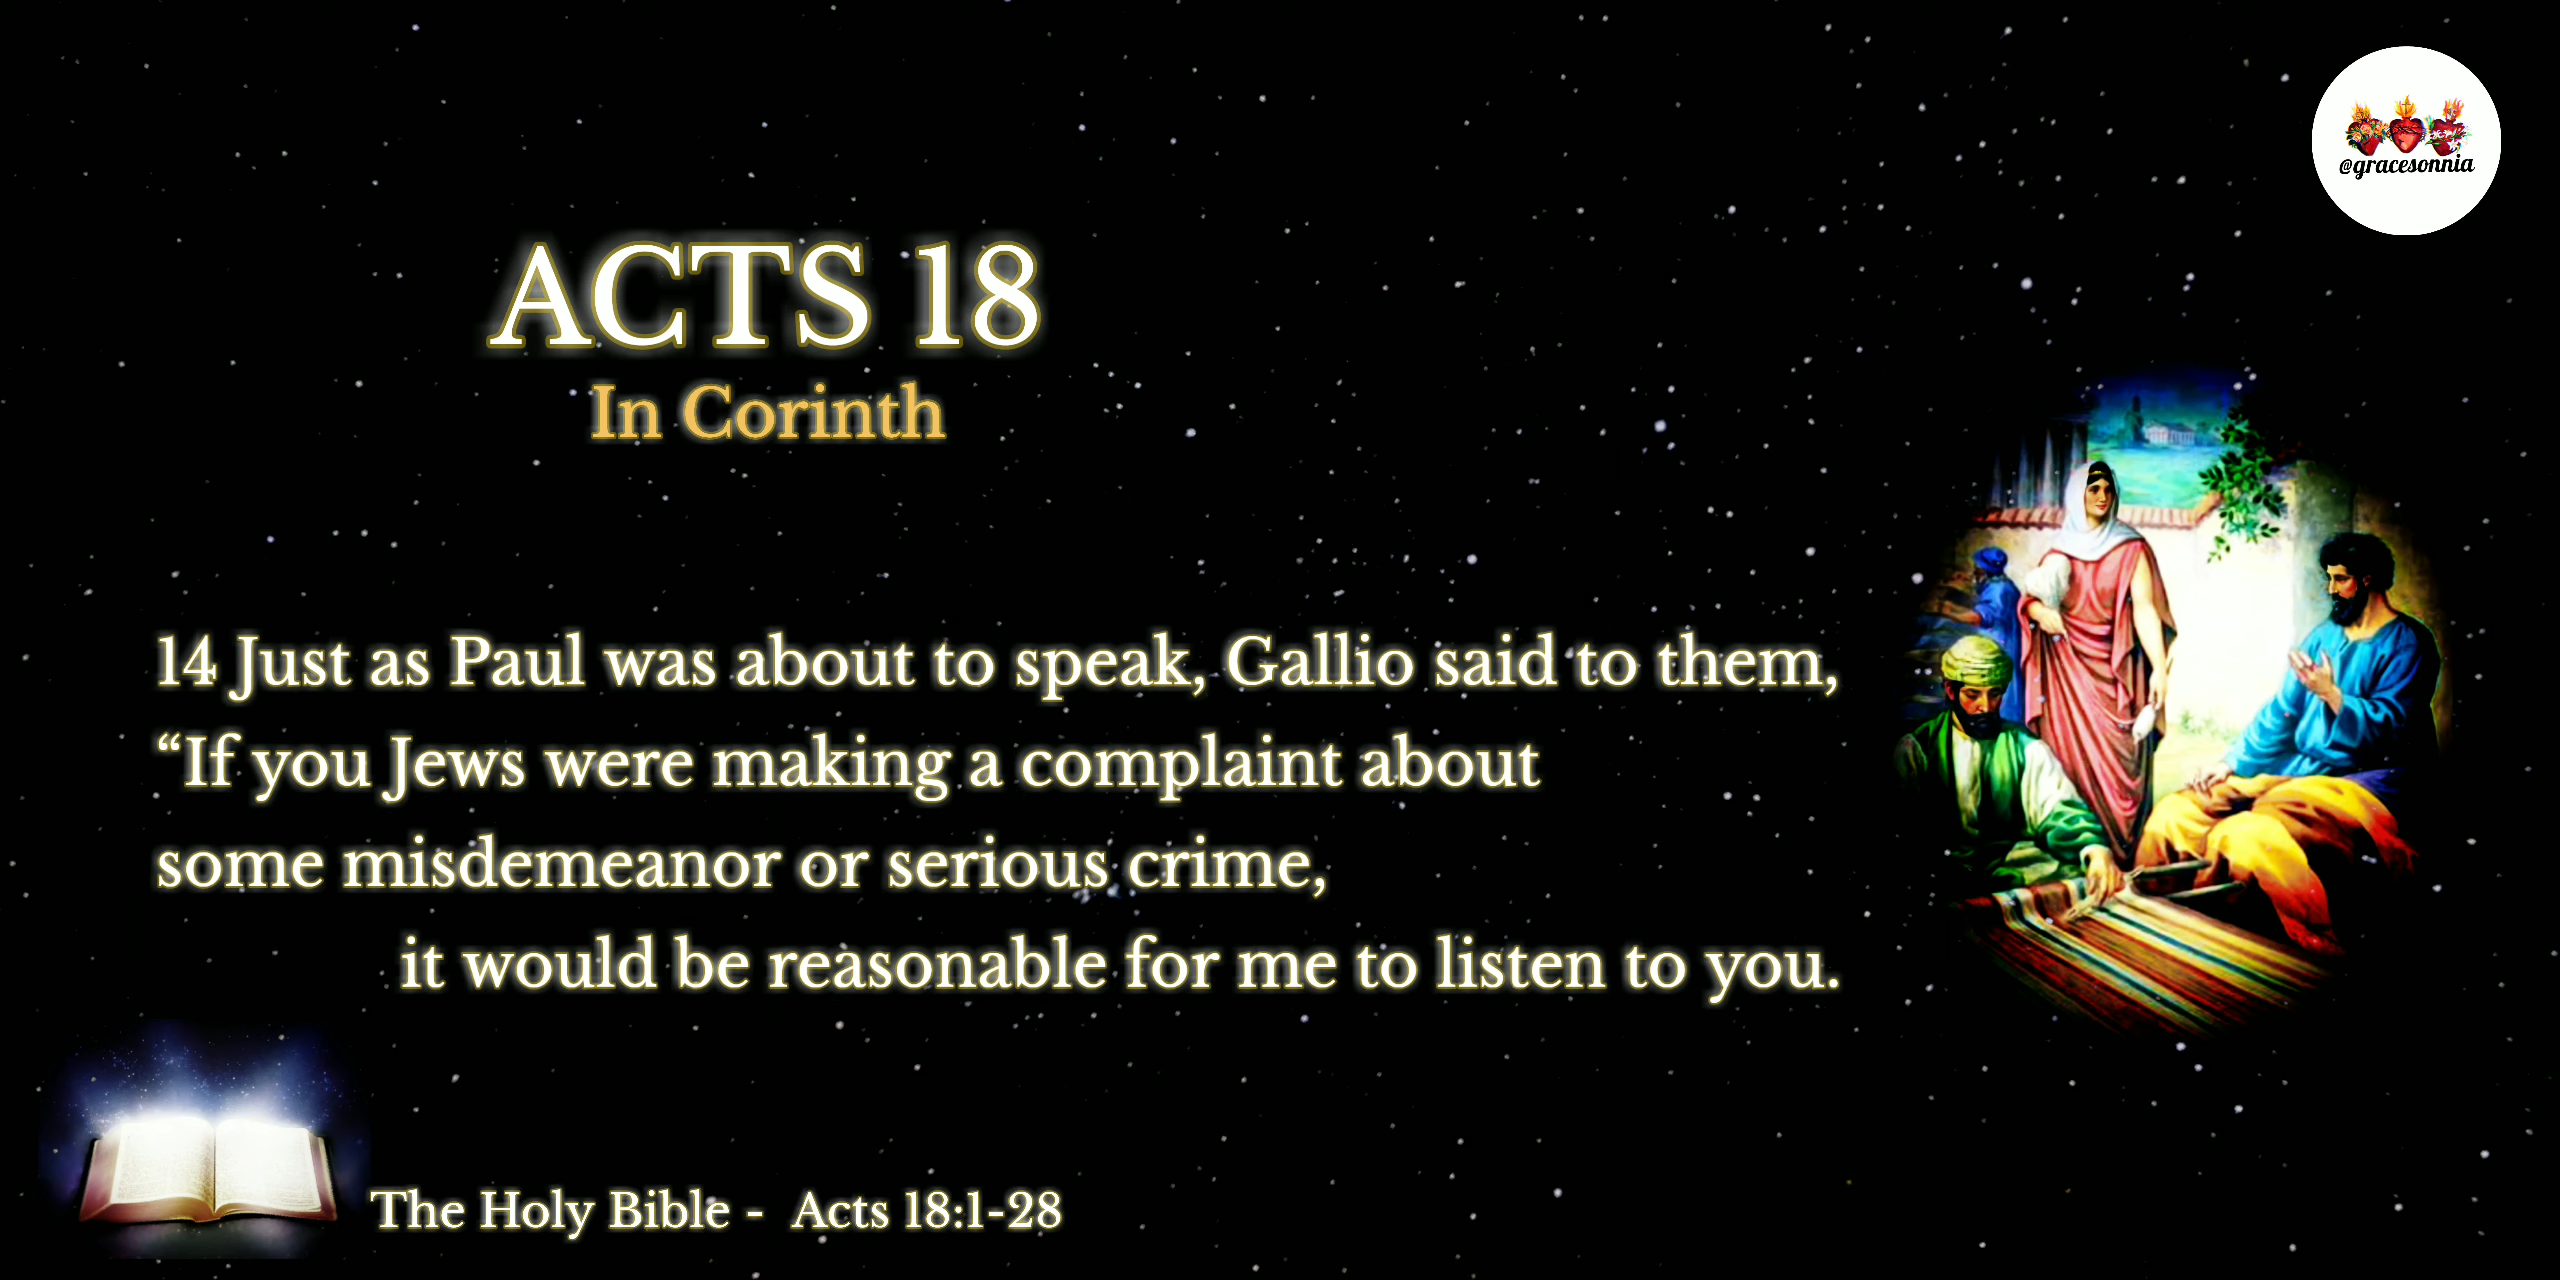 @gracesonnia
ACTS 18
In Corinth
14 Just as Paul was about to speak, Gallio said to them,
“If you Jews were making a complaint about
some misdemeanor or serious crime,
it would be reasonable for me to listen to you.
The Holy Bible - Acts 18:1-28